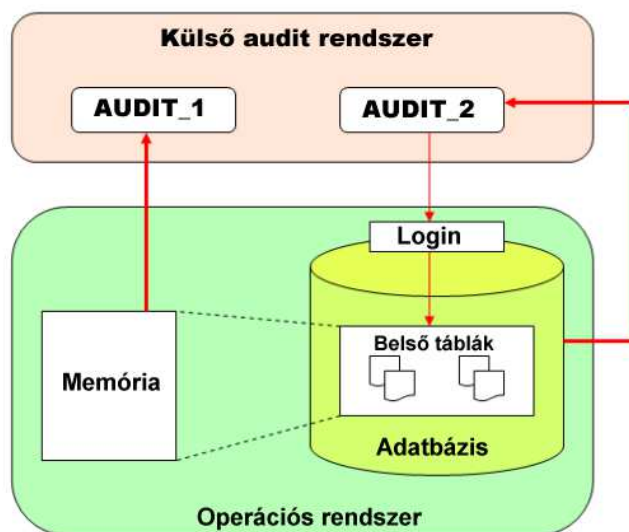 Külső audit rendszer
AUDIT_1
AUDIT_2
Login
Belső táblák
Memória
Adatbázis
Operációs rendszer